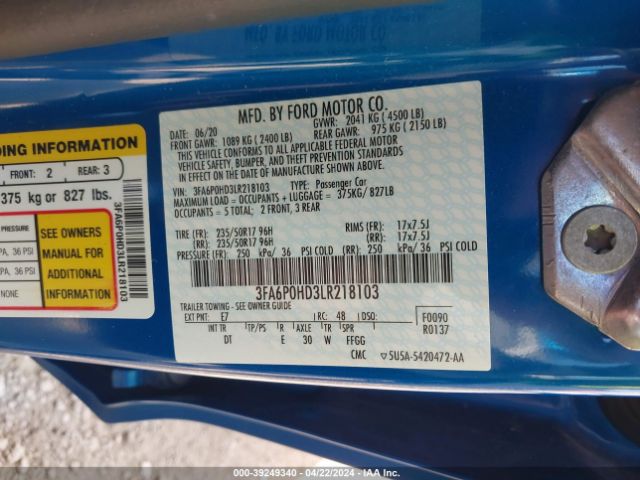 MFD. BY FORD MOTOR CO.
DATE: 06/20
GVWR: 2041 KG (4500 LB)
FRONT GAWR: 1089 KG (2400 LB)
REAR GAWR: 975 KG (2150 LB)
THIS VEHICLE CONFORMS TO ALL APPLICABLE FEDERAL MOTOR
VEHICLE SAFETY, BUMPER, AND THEFT PREVENTION STANDARDS
IN EFFECT ON THE DATE OF MANUFACTURE SHOWN ABOVE.
VIN: 3FA6P0HD3LR218103 TYPE: Passenger Car
MAXIMUM LOAD = OCCUPANTS + LUGGAGE = 375KG/827LB
OCCUPANTS = 5 TOTAL: 2 FRONT, 3 REAR
TIRE (FR): 235/50R17 96H RIMS (FR): 17x7.5J
(RR): 235/50R17 96H (RR): 17x7.5J
PRESSURE (FR): 250 kPa/ 36 PSI COLD (RR): 250 kPa/ 36 PSI COLD
3FA6P0HD3LR218103
TRAILER TOWING - SEE OWNER GUIDE
EXT PNT: E7 RC: 48 DSO: F0090
R0137
INT TR TP/PS R AXLE TR SPR
DT E 30 W FFGG
CMC 5U5A-5420472-AA
DING INFORMATION
FRONT: 2 REAR: 3
375 kg or 827 lbs.
PA, 36 PSI
PA, 36 PSI
NONE
SEE OWNERS
MANUAL FOR
ADDITIONAL
INFORMATION
3FA6P0HD3LR218103
000-39249340 - 04/22/2024 - IAAI, Inc.